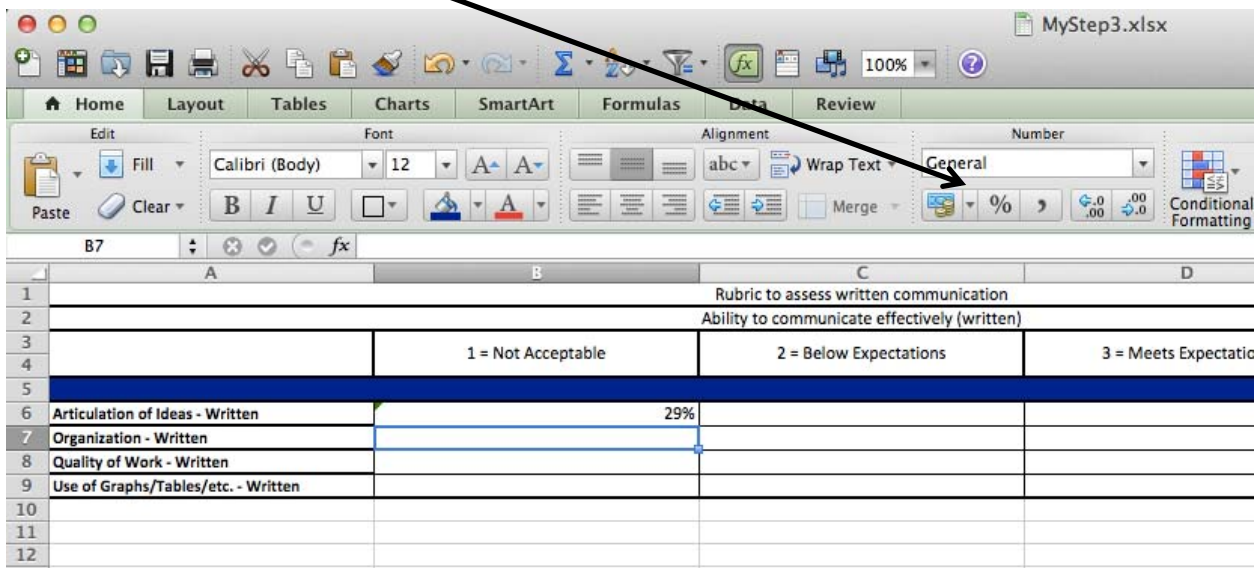 MyStep3.xlsx
100%
Home Layout Tables Charts SmartArt Formulas Data Review
Edit Font Alignment Number
Fill Calibri (Body) 12 A A abc Wrap Text General
Paste Clear B I U A Merge % , .0 .00 .00 .0 Conditional Formatting
B7 fx
A B C D
1 Rubric to assess written communication
2 Ability to communicate effectively (written)
3 1 = Not Acceptable 2 = Below Expectations 3 = Meets Expectatio
4
5
6 Articulation of Ideas - Written 29%
7 Organization - Written
8 Quality of Work - Written
9 Use of Graphs/Tables/etc. - Written
10
11
12